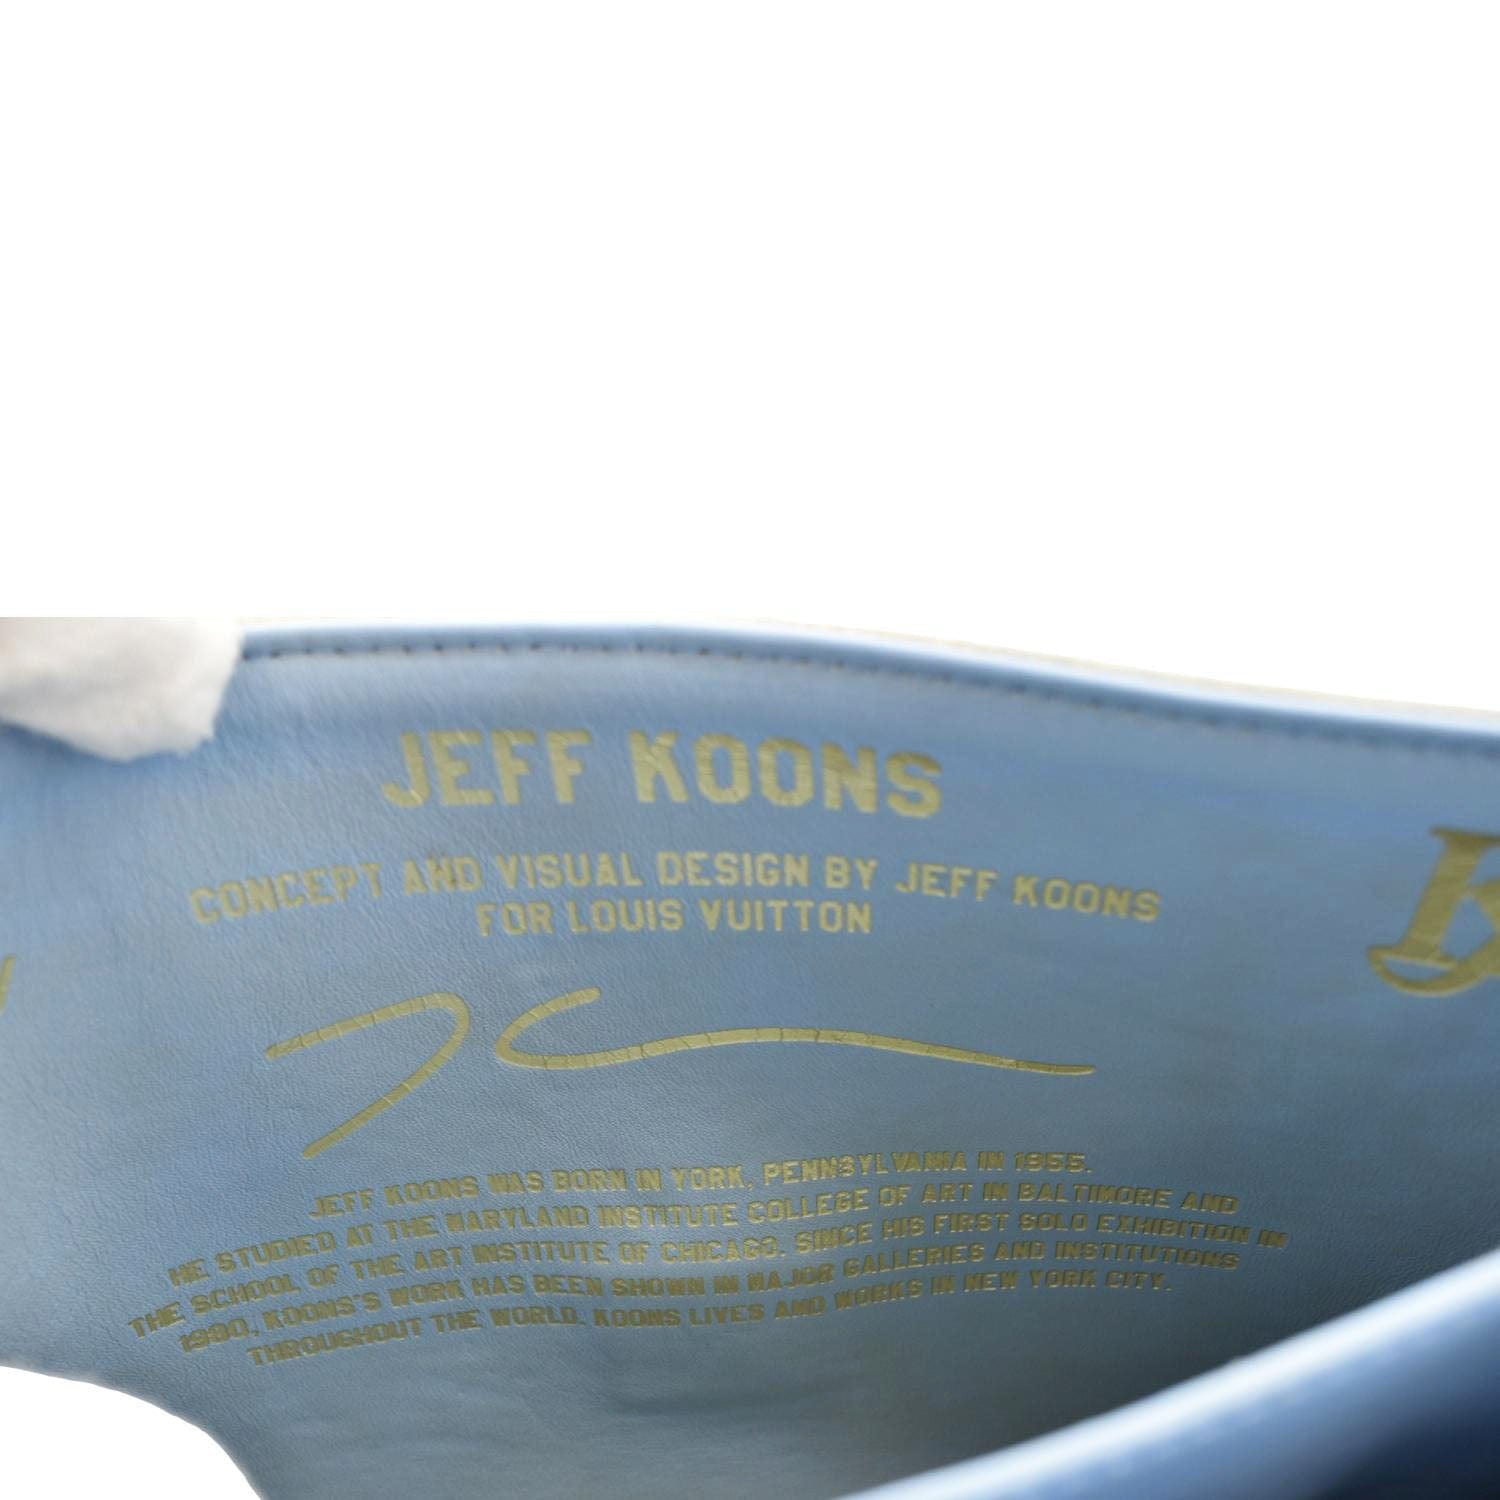 JEFF KOONS
CONCEPT AND VISUAL DESIGN BY JEFF KOONS
FOR LOUIS VUITTON
JEFF KOONS WAS BORN IN YORK, PENNSYLVANIA IN 1955.
HE STUDIED AT THE MARYLAND INSTITUTE COLLEGE OF ART IN BALTIMORE AND
THE SCHOOL OF THE ART INSTITUTE OF CHICAGO. SINCE HIS FIRST SOLO EXHIBITION IN
1980, KOONS'S WORK HAS BEEN SHOWN IN MAJOR GALLERIES AND INSTITUTIONS
THROUGHOUT THE WORLD. KOONS LIVES AND WORKS IN NEW YORK CITY.